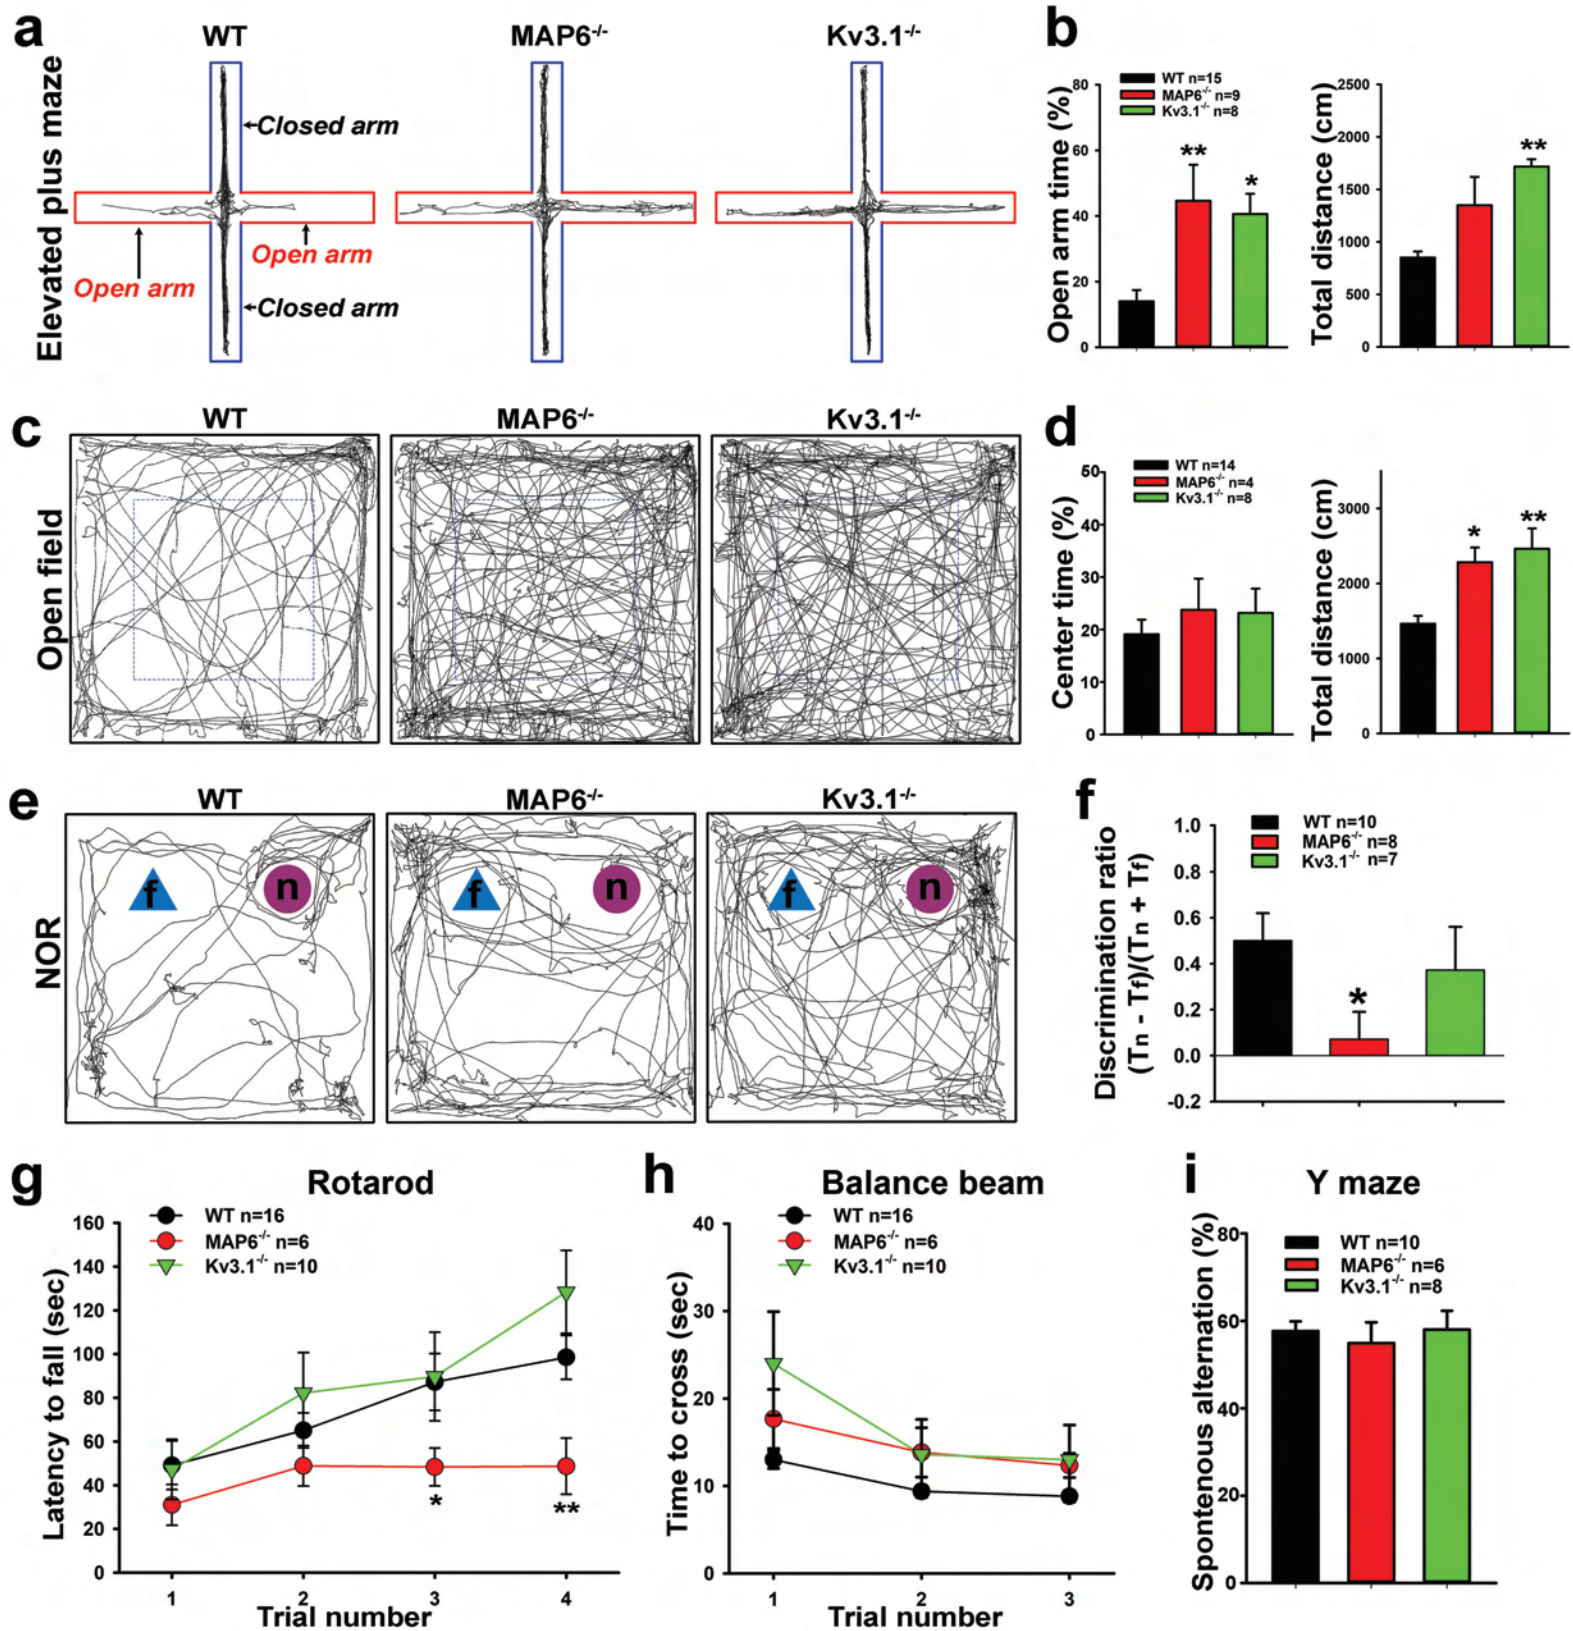 a
WT
MAP6-/-
Kv3.1-/-
Elevated plus maze
Closed arm
Open arm
Open arm
Closed arm
b
WT n=15
MAP6-/- n=9
Kv3.1-/- n=8
Open arm time (%)
80
60
40
20
0
**
*
Total distance (cm)
2500
2000
1500
1000
500
0
**
c
WT
MAP6-/-
Kv3.1-/-
Open field
d
WT n=14
MAP6-/- n=4
Kv3.1-/- n=8
Center time (%)
50
40
30
20
10
0
Total distance (cm)
3000
2000
1000
0
*
**
e
WT
MAP6-/-
Kv3.1-/-
NOR
f
n
f
n
f
n
f
WT n=10
MAP6-/- n=8
Kv3.1-/- n=7
Discrimination ratio
(Tn - Tf)/(Tn + Tf)
1.0
0.8
0.6
0.4
0.2
0.0
-0.2
*
g
Rotarod
WT n=16
MAP6-/- n=6
Kv3.1-/- n=10
Latency to fall (sec)
160
140
120
100
80
60
40
20
0
*
**
1
2
3
4
Trial number
h
Balance beam
WT n=16
MAP6-/- n=6
Kv3.1-/- n=10
Time to cross (sec)
40
30
20
10
0
1
2
3
Trial number
i
Y maze
WT n=10
MAP6-/- n=6
Kv3.1-/- n=8
Spontenous alternation (%)
80
60
40
20
0